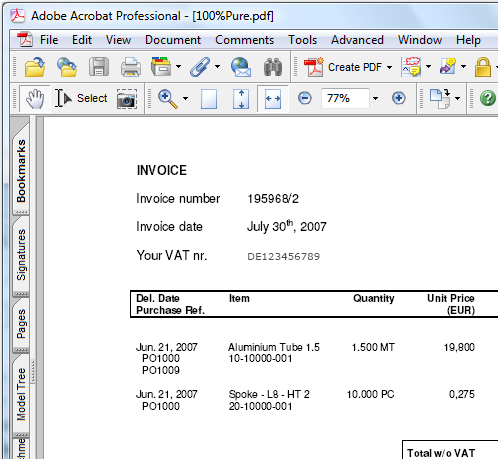 Adobe Acrobat Professional - [100%Pure.pdf]
File Edit View Document Comments Tools Advanced Window Help
Create PDF
Select 77%
Bookmarks
Signatures
Pages
Model Tree
INVOICE
Invoice number 195968/2
Invoice date July 30th, 2007
Your VAT nr. DE123456789
Del. Date Item Quantity Unit Price
Purchase Ref. (EUR)
Jun. 21, 2007 Aluminium Tube 1.5 1.500 MT 19,800
PO1000 10-10000-001
PO1009
Jun. 21, 2007 Spoke - L8 - HT 2 10.000 PC 0,275
PO1000 20-10000-001
Total w/o VAT